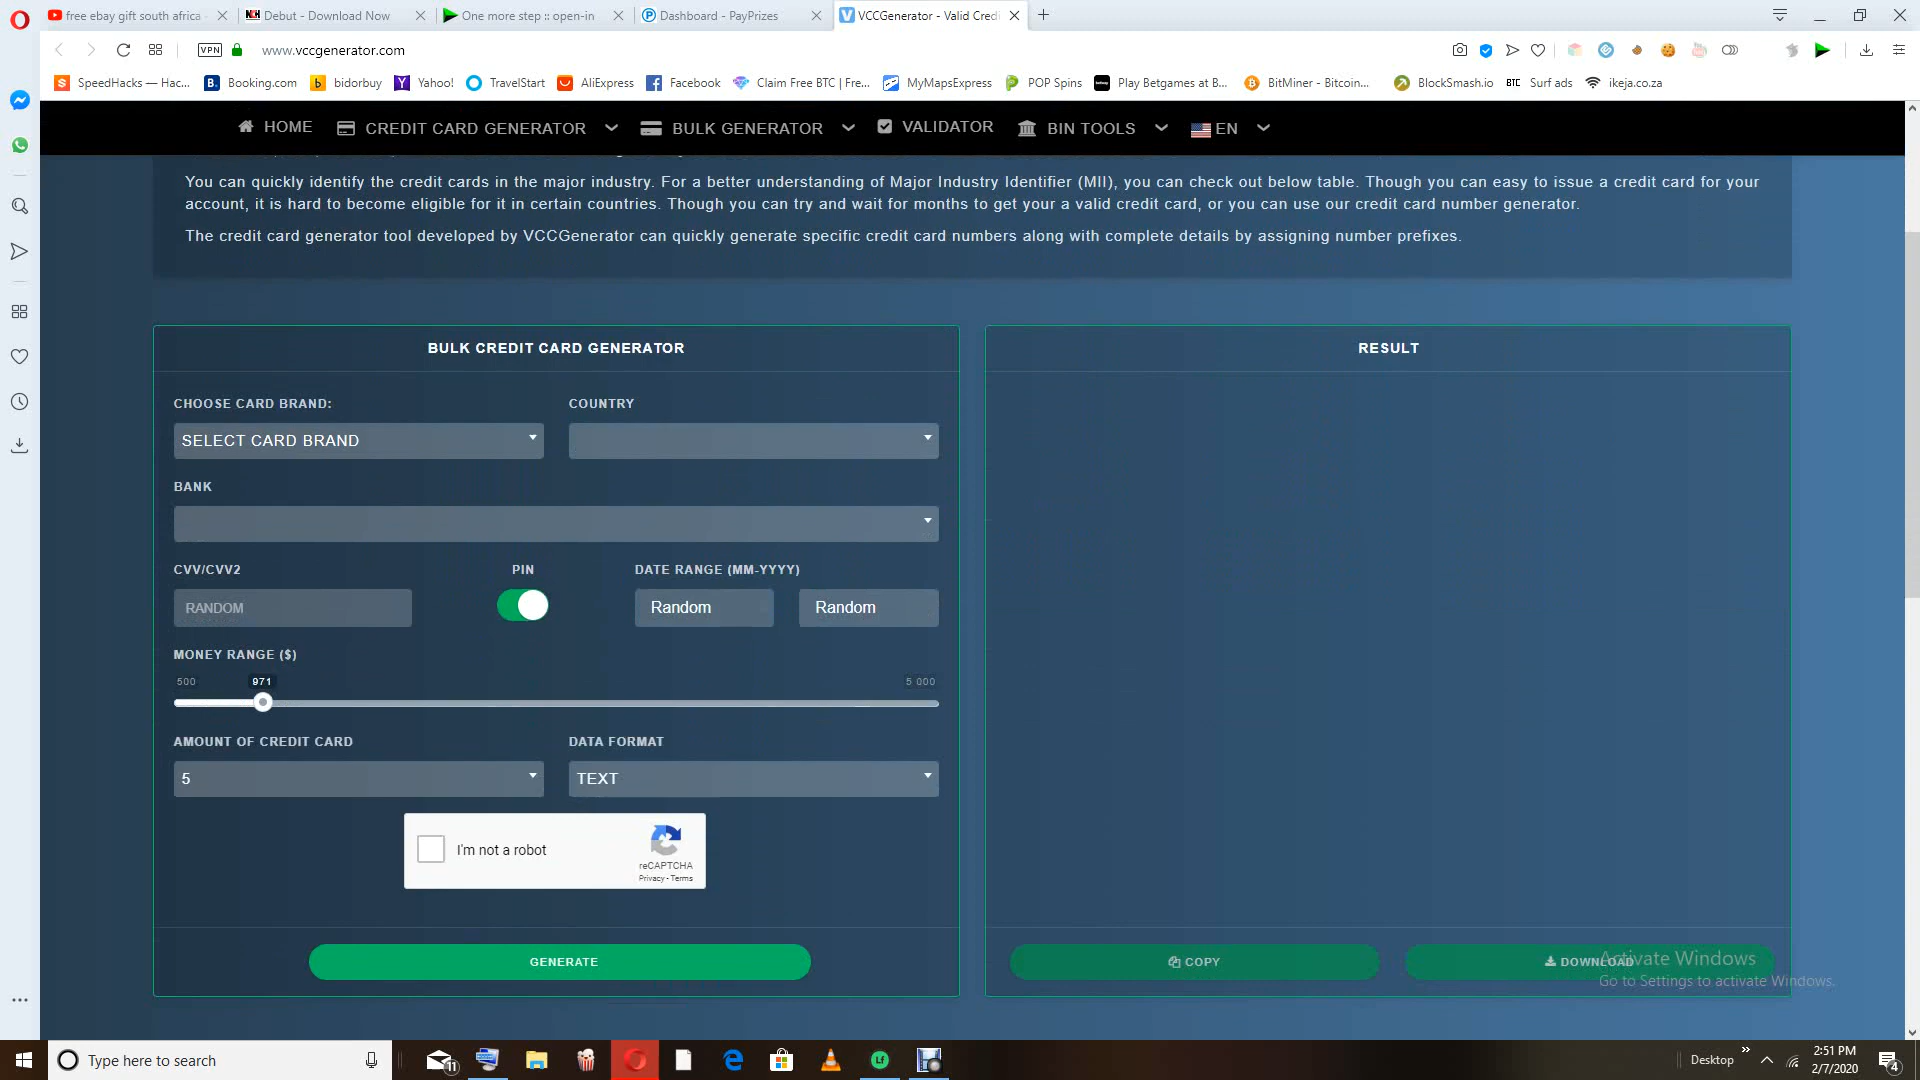 free ebay gift south africa
Debut - Download Now
One more step :: open-in
Dashboard - PayPrizes
VCCGenerator - Valid Credi
VPN
www.vccgenerator.com
SpeedHacks — Hac...
Booking.com
bidorbuy
Yahoo!
TravelStart
AliExpress
Facebook
Claim Free BTC | Fre...
MyMapsExpress
POP Spins
Play Betgames at B...
BitMiner - Bitcoin...
BlockSmash.io
BTC Surf ads
ikeja.co.za
HOME
CREDIT CARD GENERATOR
BULK GENERATOR
VALIDATOR
BIN TOOLS
EN
You can quickly identify the credit cards in the major industry. For a better understanding of Major Industry Identifier (MII), you can check out below table. Though you can easy to issue a credit card for your
account, it is hard to become eligible for it in certain countries. Though you can try and wait for months to get your a valid credit card, or you can use our credit card number generator.
The credit card generator tool developed by VCCGenerator can quickly generate specific credit card numbers along with complete details by assigning number prefixes.
BULK CREDIT CARD GENERATOR
CHOOSE CARD BRAND:
COUNTRY
SELECT CARD BRAND
BANK
CVV/CVV2
PIN
DATE RANGE (MM-YYYY)
RANDOM
Random
Random
MONEY RANGE ($)
500
971
5 000
AMOUNT OF CREDIT CARD
DATA FORMAT
5
TEXT
I'm not a robot
reCAPTCHA
Privacy - Terms
GENERATE
RESULT
COPY
DOWNLOAD
Activate Windows
Go to Settings to activate Windows.
Type here to search
11
Lf
Desktop
2:51 PM
2/7/2020
4